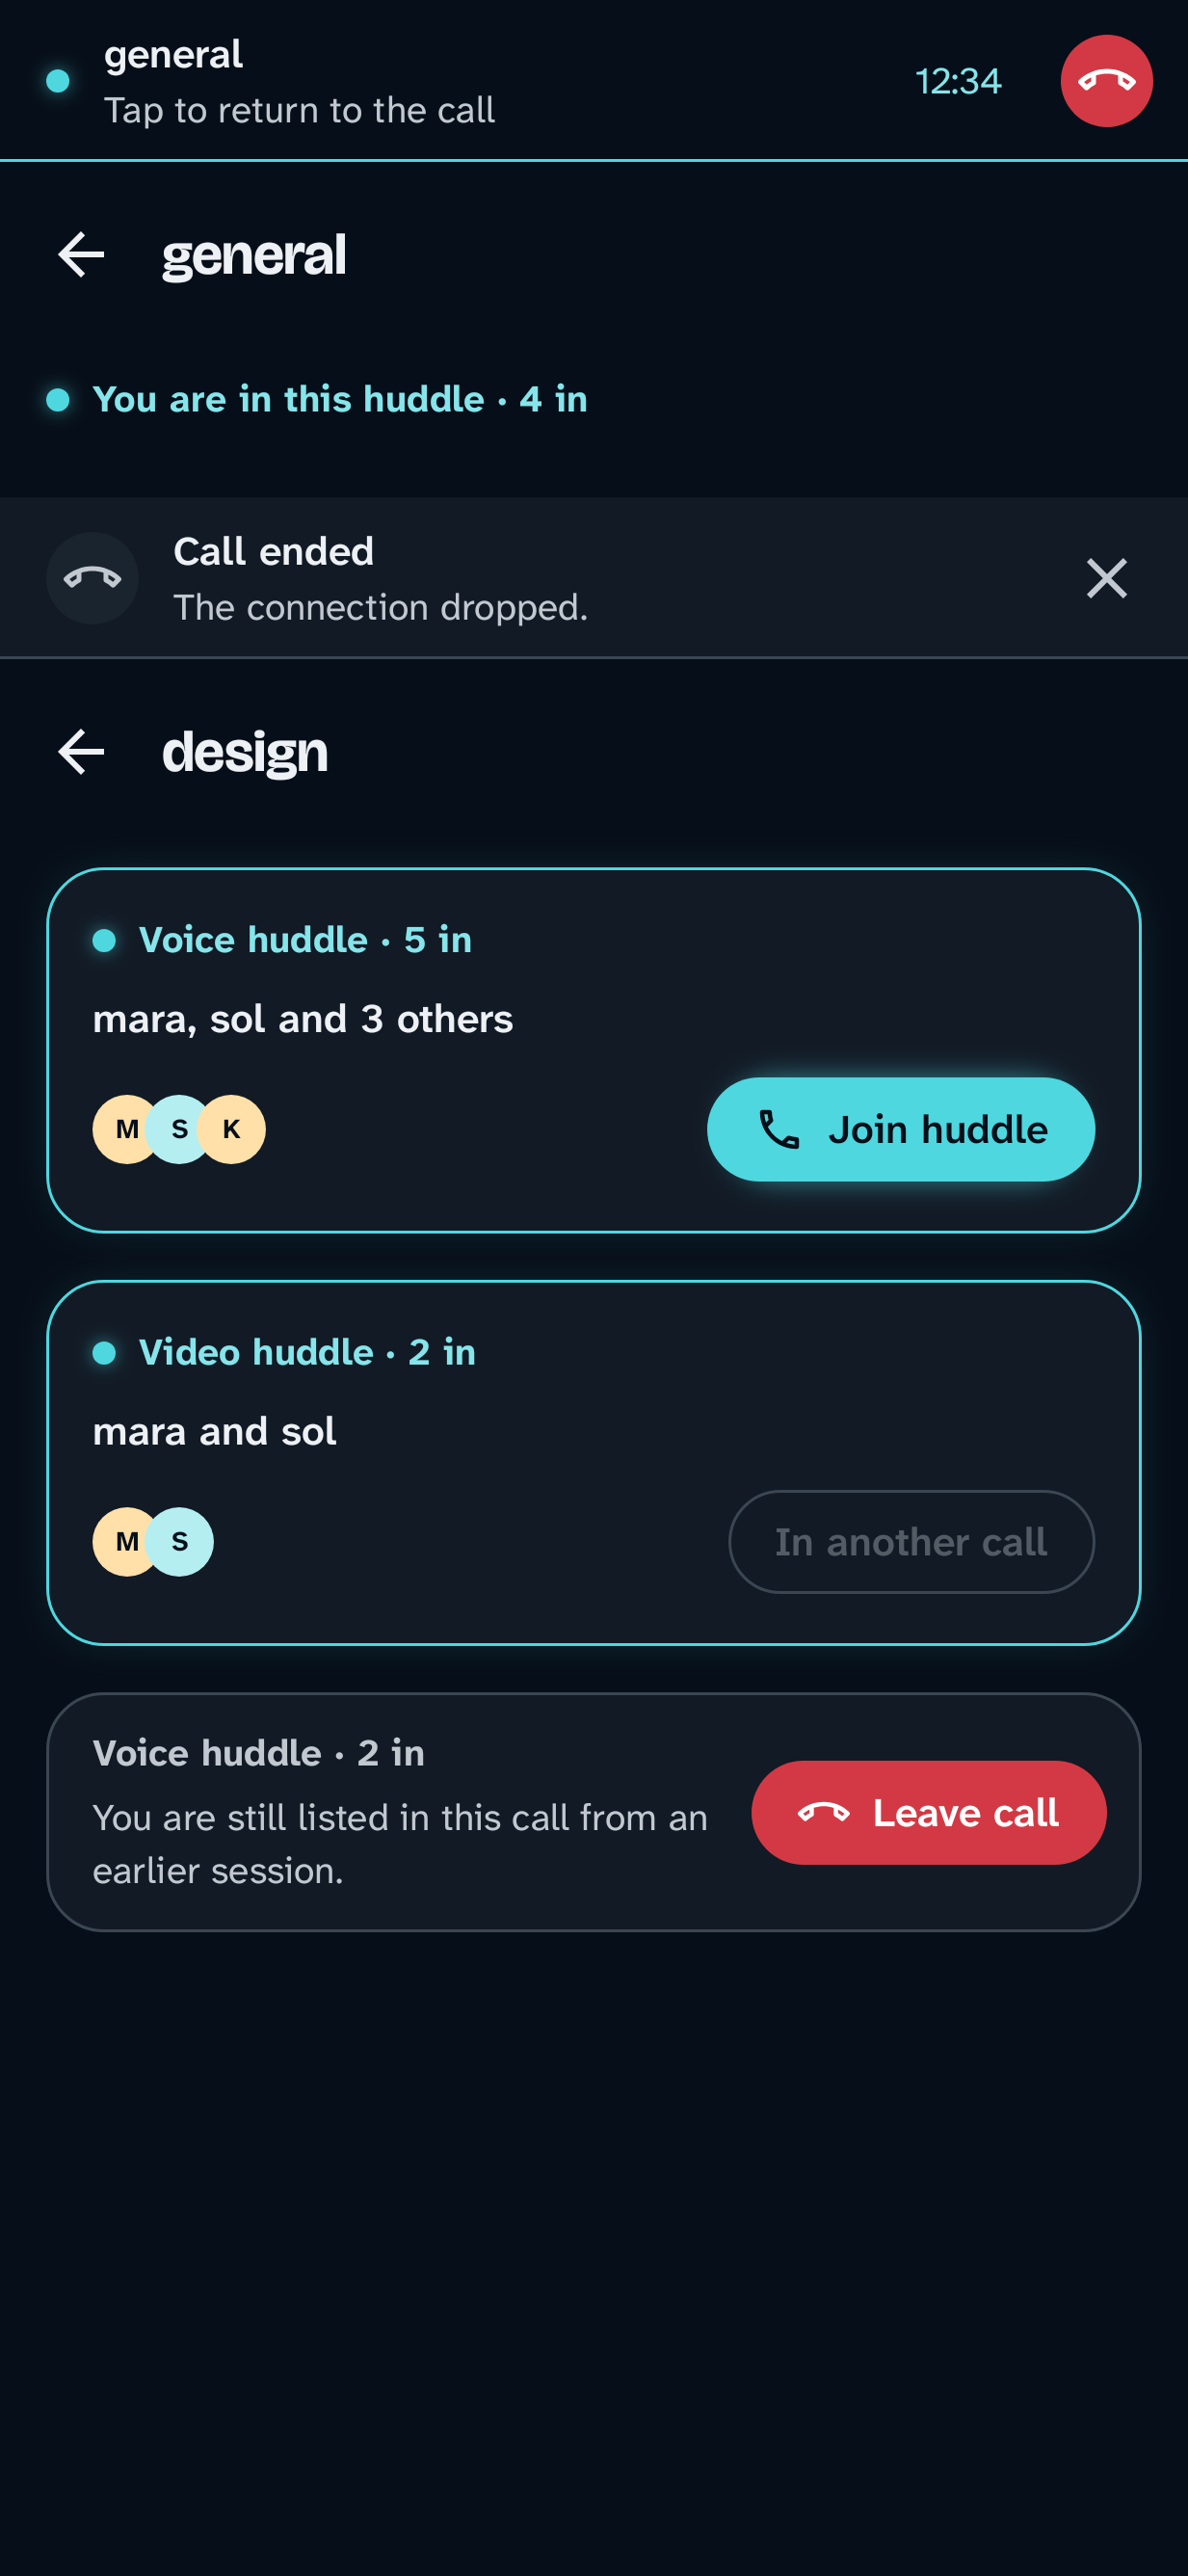 general
Tap to return to the call
12:34
general
You are in this huddle · 4 in
Call ended
The connection dropped.
design
Voice huddle · 5 in
mara, sol and 3 others
M S K
Join huddle
Video huddle · 2 in
mara and sol
M S
In another call
Voice huddle · 2 in
You are still listed in this call from an
earlier session.
Leave call